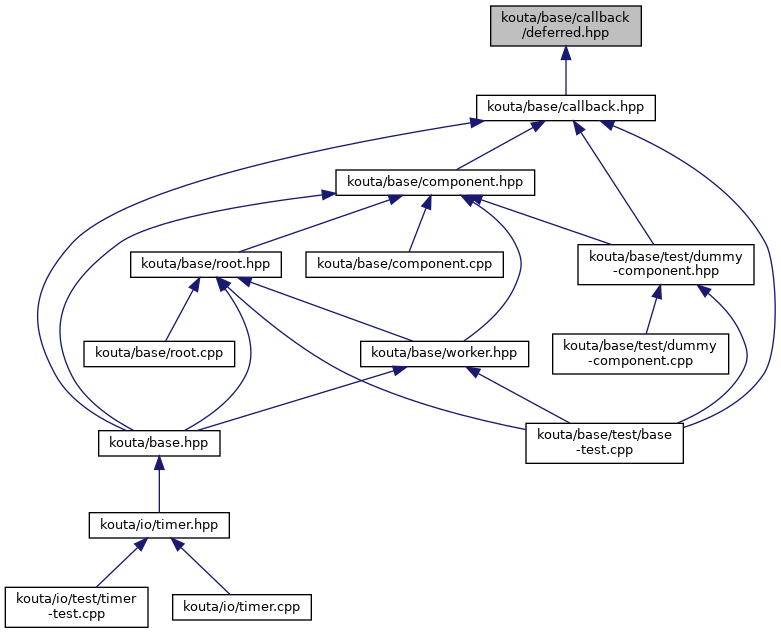 kouta/base/callback
/deferred.hpp
kouta/base/callback.hpp
kouta/base/component.hpp
kouta/base/root.hpp
kouta/base/component.cpp
kouta/base/test/dummy
-component.hpp
kouta/base/root.cpp
kouta/base/worker.hpp
kouta/base/test/dummy
-component.cpp
kouta/base.hpp
kouta/base/test/base
-test.cpp
kouta/io/timer.hpp
kouta/io/test/timer
-test.cpp
kouta/io/timer.cpp